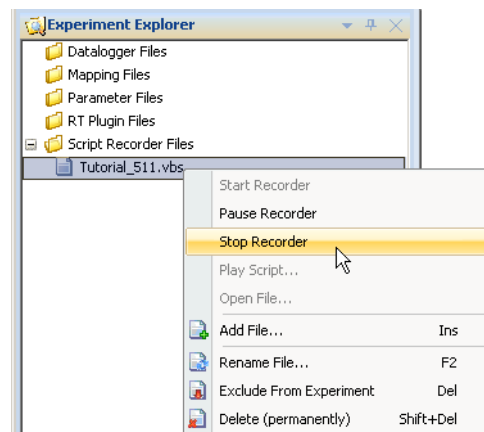 Experiment Explorer
Datalogger Files
Mapping Files
Parameter Files
RT Plugin Files
Script Recorder Files
Tutorial_511.vbs
Start Recorder
Pause Recorder
Stop Recorder
Play Script...
Open File...
Add File... Ins
Rename File... F2
Exclude From Experiment Del
Delete (permanently) Shift+Del